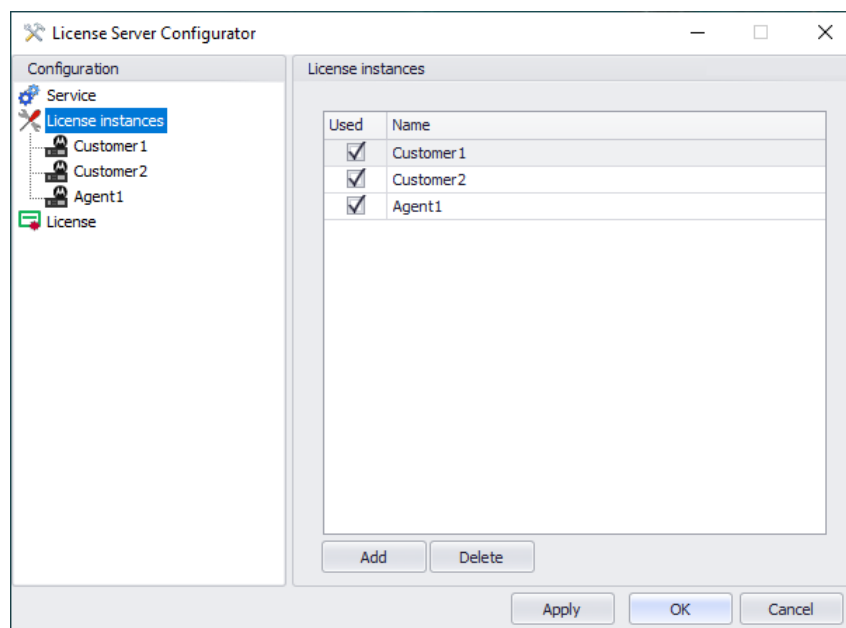 License Server Configurator
Configuration
Service
License instances
Customer1
Customer2
Agent1
License
License instances
Used Name
Customer1
Customer2
Agent1
Add Delete
Apply OK Cancel